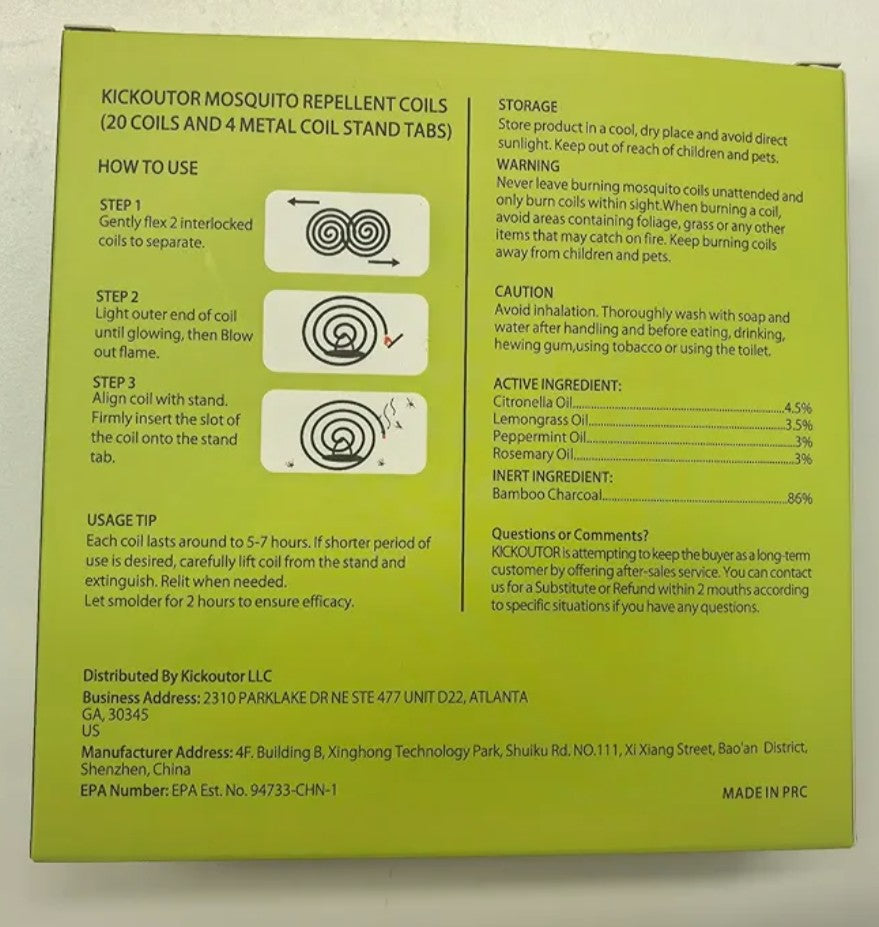 KICKOUTOR MOSQUITO REPELLENT COILS
(20 COILS AND 4 METAL COIL STAND TABS)
HOW TO USE
STEP 1
Gently flex 2 interlocked
coils to separate.
STEP 2
Light outer end of coil
until glowing, then Blow
out flame.
STEP 3
Align coil with stand.
Firmly insert the slot of
the coil onto the stand
tab.
USAGE TIP
Each coil lasts around to 5-7 hours. If shorter period of
use is desired, carefully lift coil from the stand and
extinguish. Relit when needed.
Let smolder for 2 hours to ensure efficacy.
STORAGE
Store product in a cool, dry place and avoid direct
sunlight. Keep out of reach of children and pets.
WARNING
Never leave burning mosquito coils unattended and
only burn coils within sight.When burning a coil,
avoid areas containing foliage, grass or any other
items that may catch on fire. Keep burning coils
away from children and pets.
CAUTION
Avoid inhalation. Thoroughly wash with soap and
water after handling and before eating, drinking,
hewing gum,using tobacco or using the toilet.
ACTIVE INGREDIENT:
Citronella Oil....................4.5%
Lemongrass Oil....................3.5%
Peppermint Oil....................3%
Rosemary Oil....................3%
INERT INGREDIENT:
Bamboo Charcoal....................86%
Questions or Comments?
KICKOUTOR is attempting to keep the buyer as a long-term
customer by offering after-sales service. You can contact
us for a Substitute or Refund within 2 mouths according
to specific situations if you have any questions.
Distributed By Kickoutor LLC
Business Address: 2310 PARKLAKE DR NE STE 477 UNIT D22, ATLANTA
GA, 30345
US
Manufacturer Address: 4F. Building B, Xinghong Technology Park, Shuiku Rd. NO.111, Xi Xiang Street, Bao'an District,
Shenzhen, China
EPA Number: EPA Est. No. 94733-CHN-1
MADE IN PRC